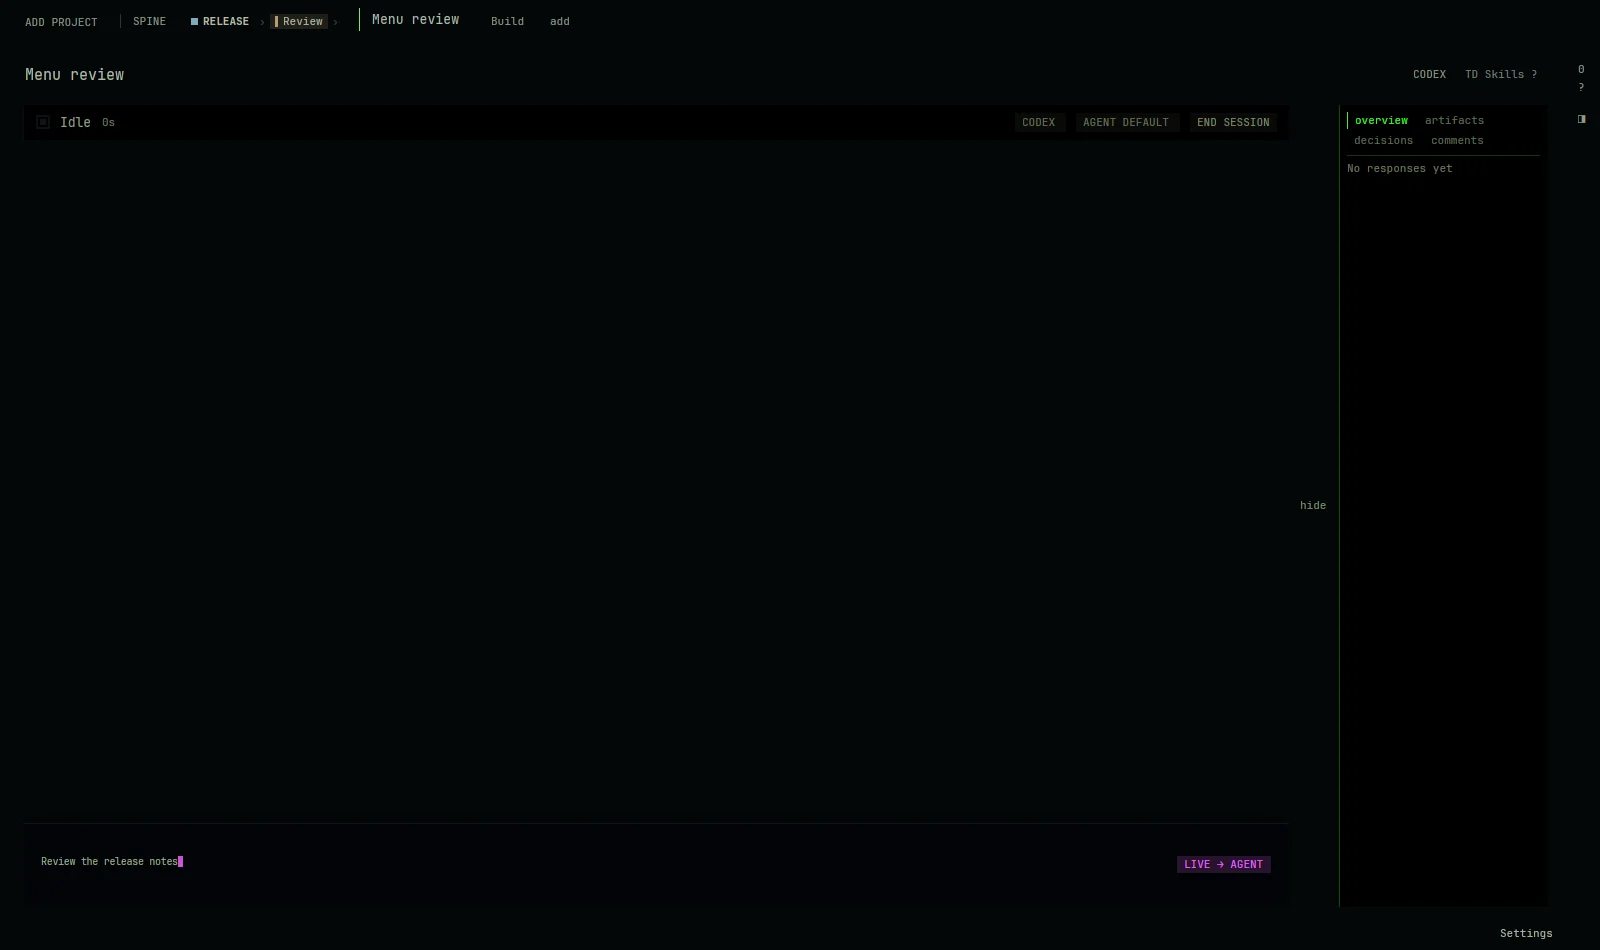 ADD PROJECT SPINE RELEASE › Review › Menu review Build add
Menu review CODEX TD Skills ? 0
?
Idle 0s CODEX AGENT DEFAULT END SESSION
overview artifacts
decisions comments
No responses yet
hide
Review the release notes
LIVE → AGENT
Settings